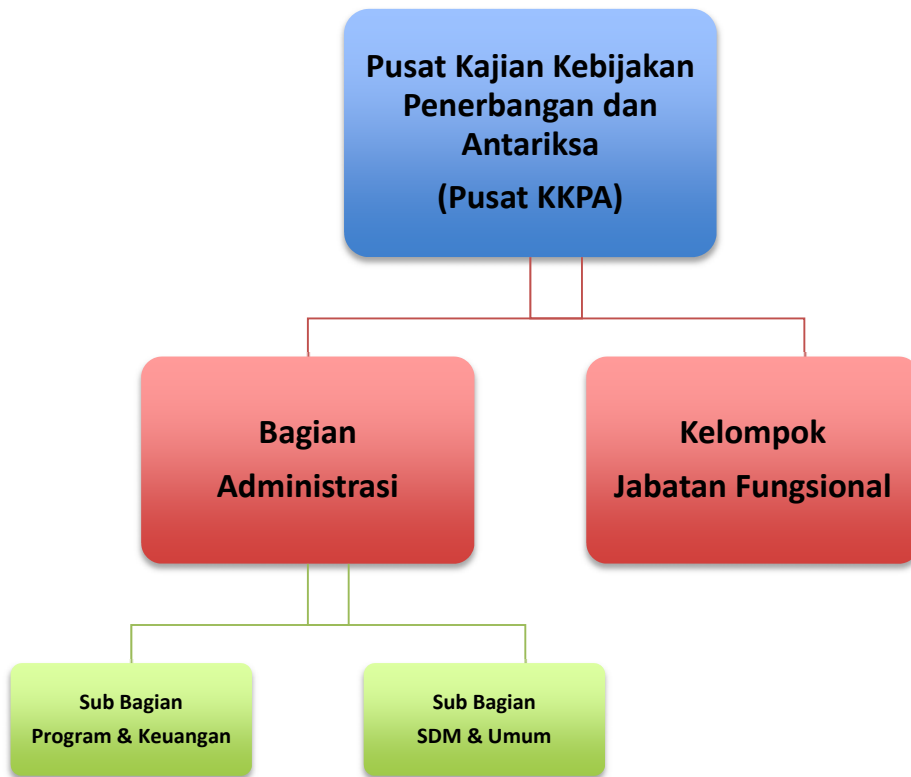 Pusat Kajian Kebijakan
Penerbangan dan
Antariksa
(Pusat KKPA)
Bagian
Administrasi
Kelompok
Jabatan Fungsional
Sub Bagian
Program & Keuangan
Sub Bagian
SDM & Umum